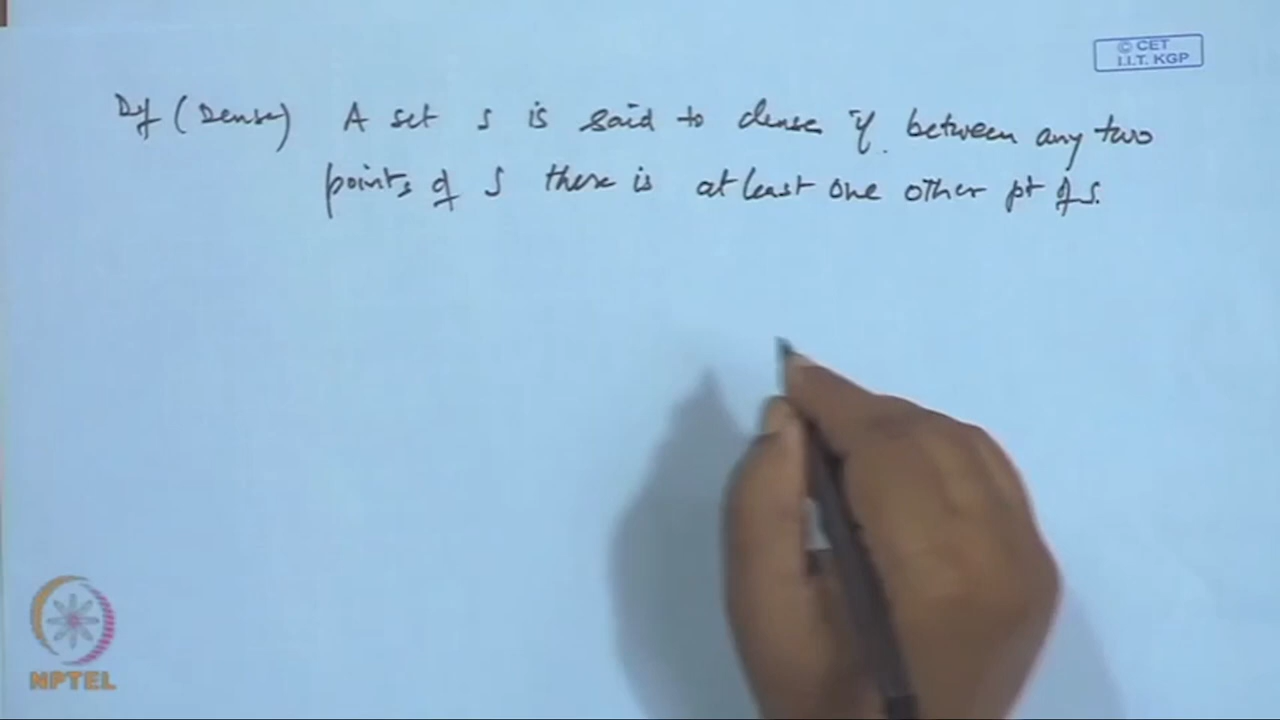 © CET
I.I.T. KGP
Df (Dense) A set S is said to dense if between any two
points of S there is at least one other pt of S.
NPTEL